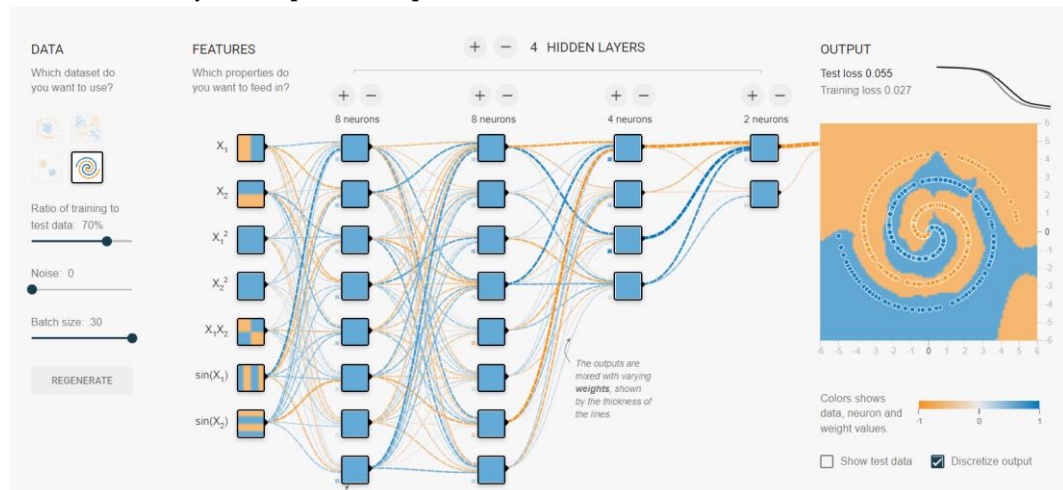 DATA
Which dataset do
you want to use?
Ratio of training to
test data: 70%
Noise: 0
Batch size: 30
REGENERATE
FEATURES
Which properties do
you want to feed in?
X₁
X₂
X₁²
X₂²
X₁X₂
sin(X₁)
sin(X₂)
+ − 4 HIDDEN LAYERS
+ −
8 neurons
+ −
8 neurons
+ −
4 neurons
+ −
2 neurons
The outputs are
mixed with varying
weights, shown
by the thickness of
the lines.
OUTPUT
Test loss 0.055
Training loss 0.027
6
5
4
3
2
1
0
-1
-2
-3
-4
-5
-6
-6 -5 -4 -3 -2 -1 0 1 2 3 4 5 6
Colors shows
data, neuron and
weight values.
-1 0 1
Show test data
Discretize output